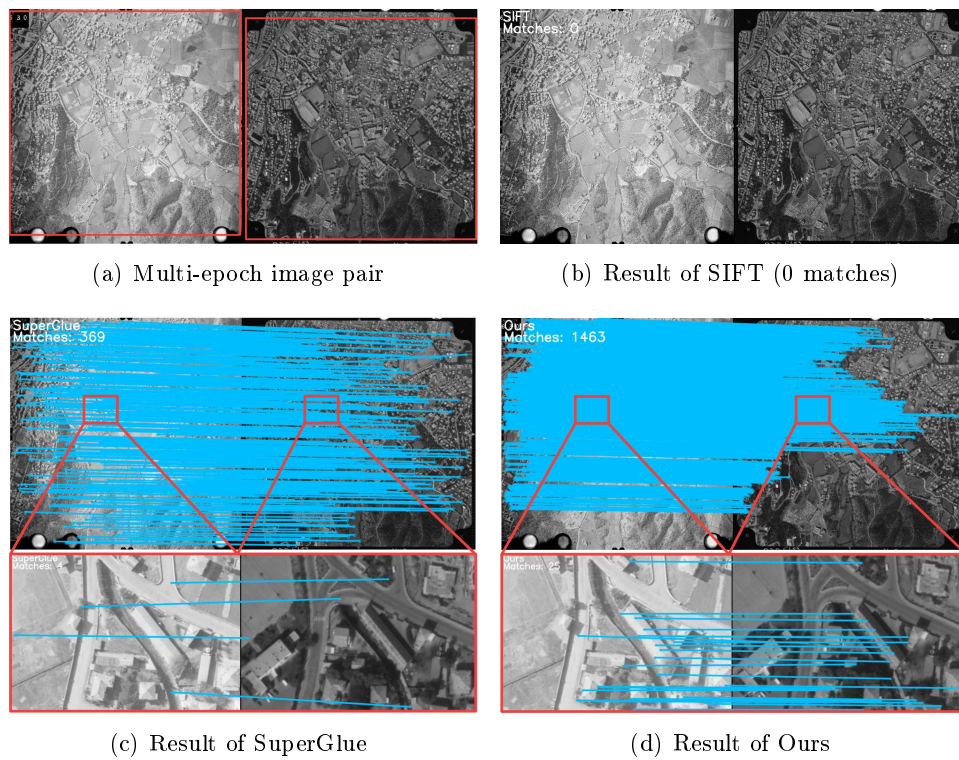 SIFT
Matches: 0
(a) Multi-epoch image pair
(b) Result of SIFT (0 matches)
SuperGlue
Matches: 369
Ours
Matches: 1463
SuperGlue
Matches: 4
Matches: 25
(c) Result of SuperGlue
(d) Result of Ours